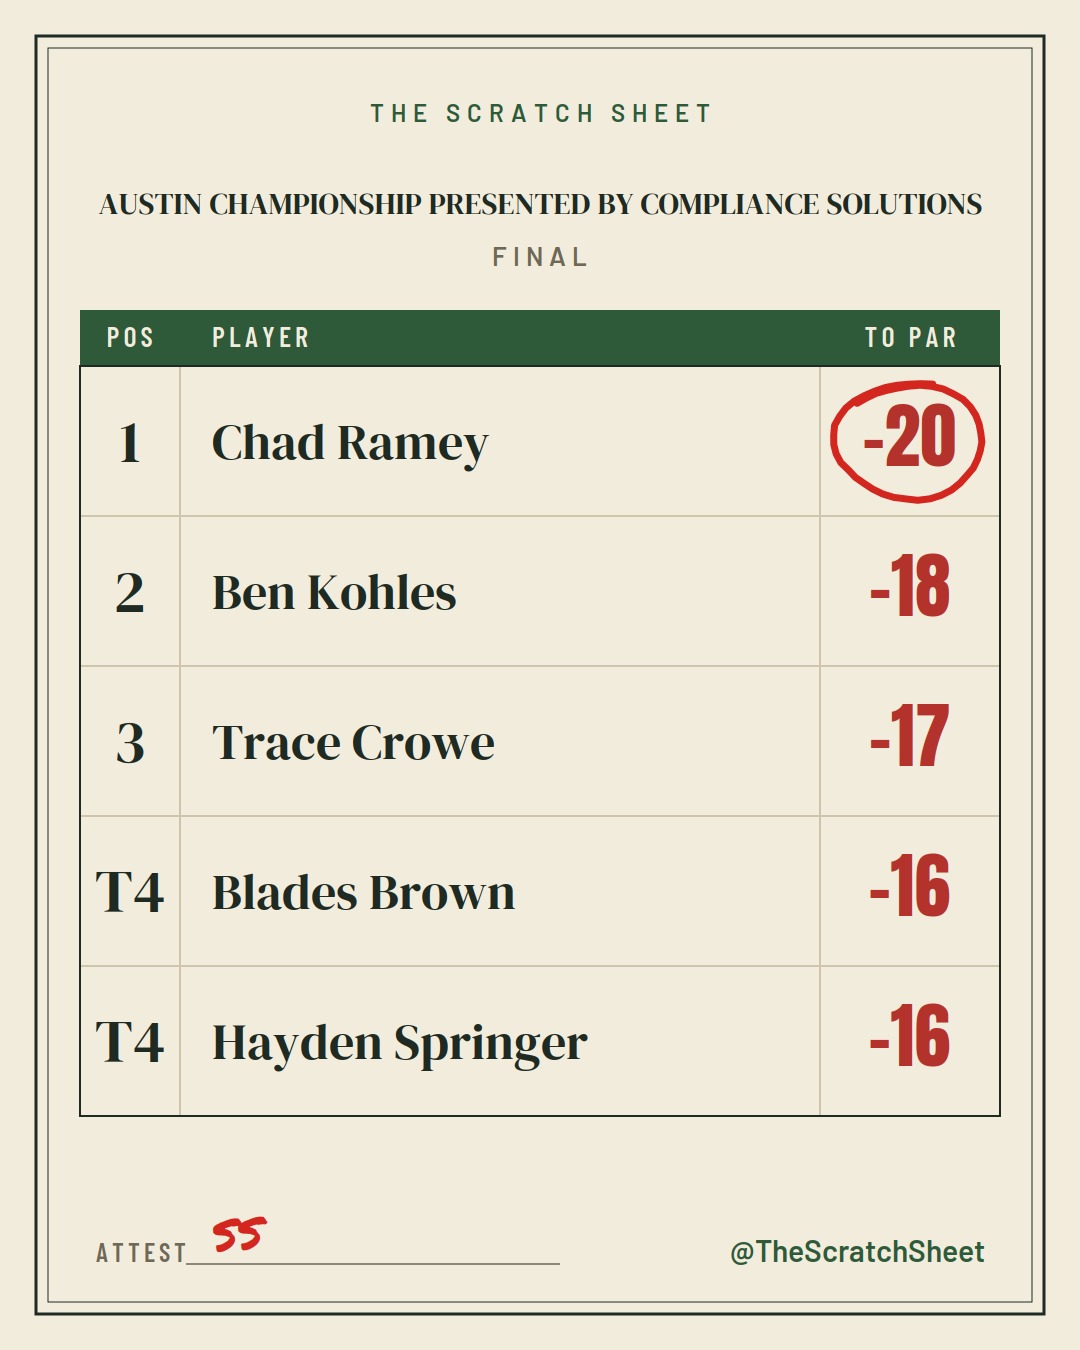 THE SCRATCH SHEET
AUSTIN CHAMPIONSHIP PRESENTED BY COMPLIANCE SOLUTIONS
FINAL
POS PLAYER TO PAR
1 Chad Ramey -20
2 Ben Kohles -18
3 Trace Crowe -17
T4 Blades Brown -16
T4 Hayden Springer -16
ATTEST SS @TheScratchSheet